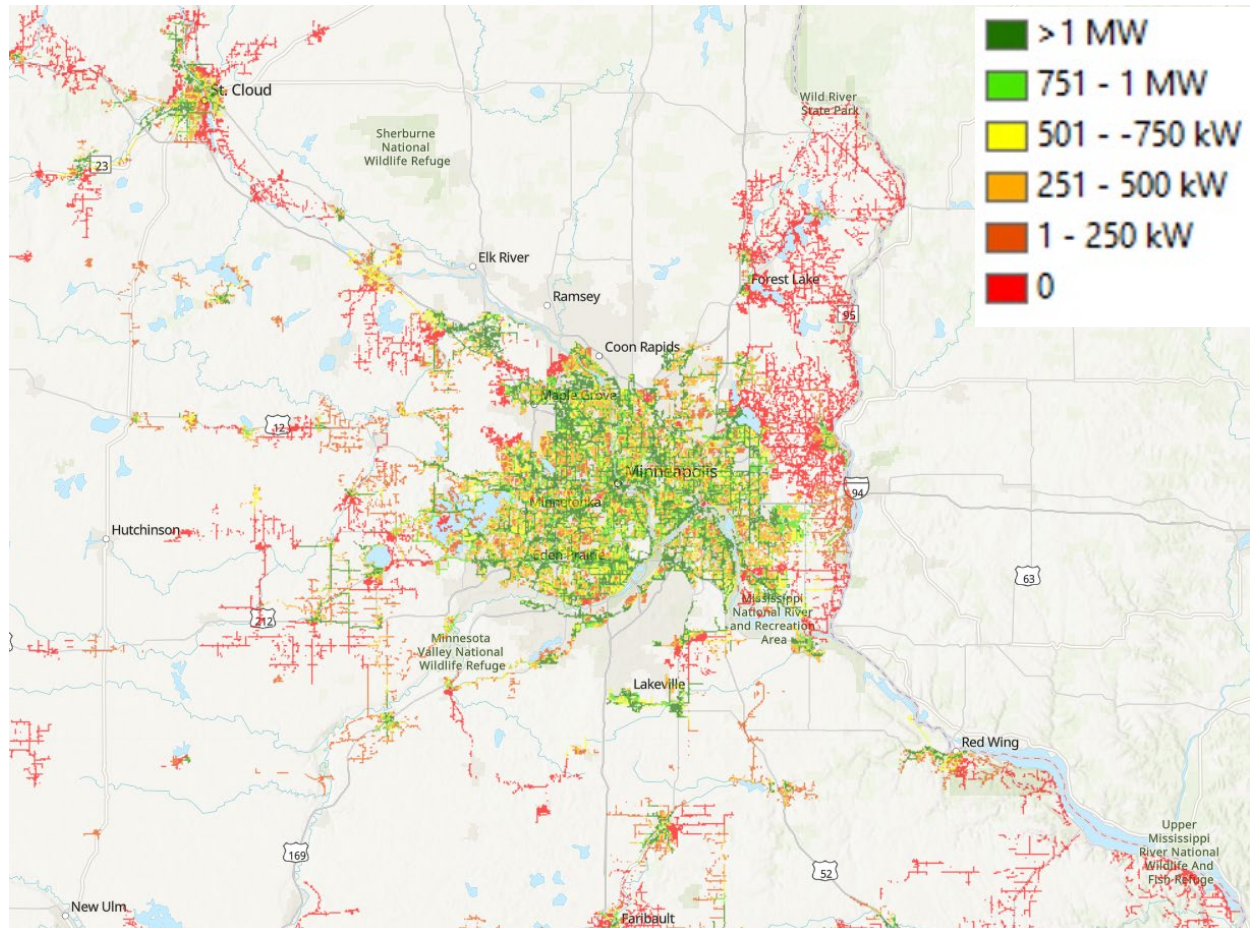 > 1 MW
751 - 1 MW
501 - -750 kW
251 - 500 kW
1 - 250 kW
0
St. Cloud
Wild River
State Park
Sherburne
National
Wildlife Refuge
23
Elk River
Forest Lake
Ramsey
95
Coon Rapids
Maple Grove
12
Minneapolis
94
Minnetonka
Hutchinson
Eden Prairie
63
212
Mississippi
National River
and Recreation
Area
Minnesota
Valley National
Wildlife Refuge
Lakeville
Red Wing
Upper
Mississippi
River National
Wildlife And
Fish Refuge
169
52
New Ulm
Faribault